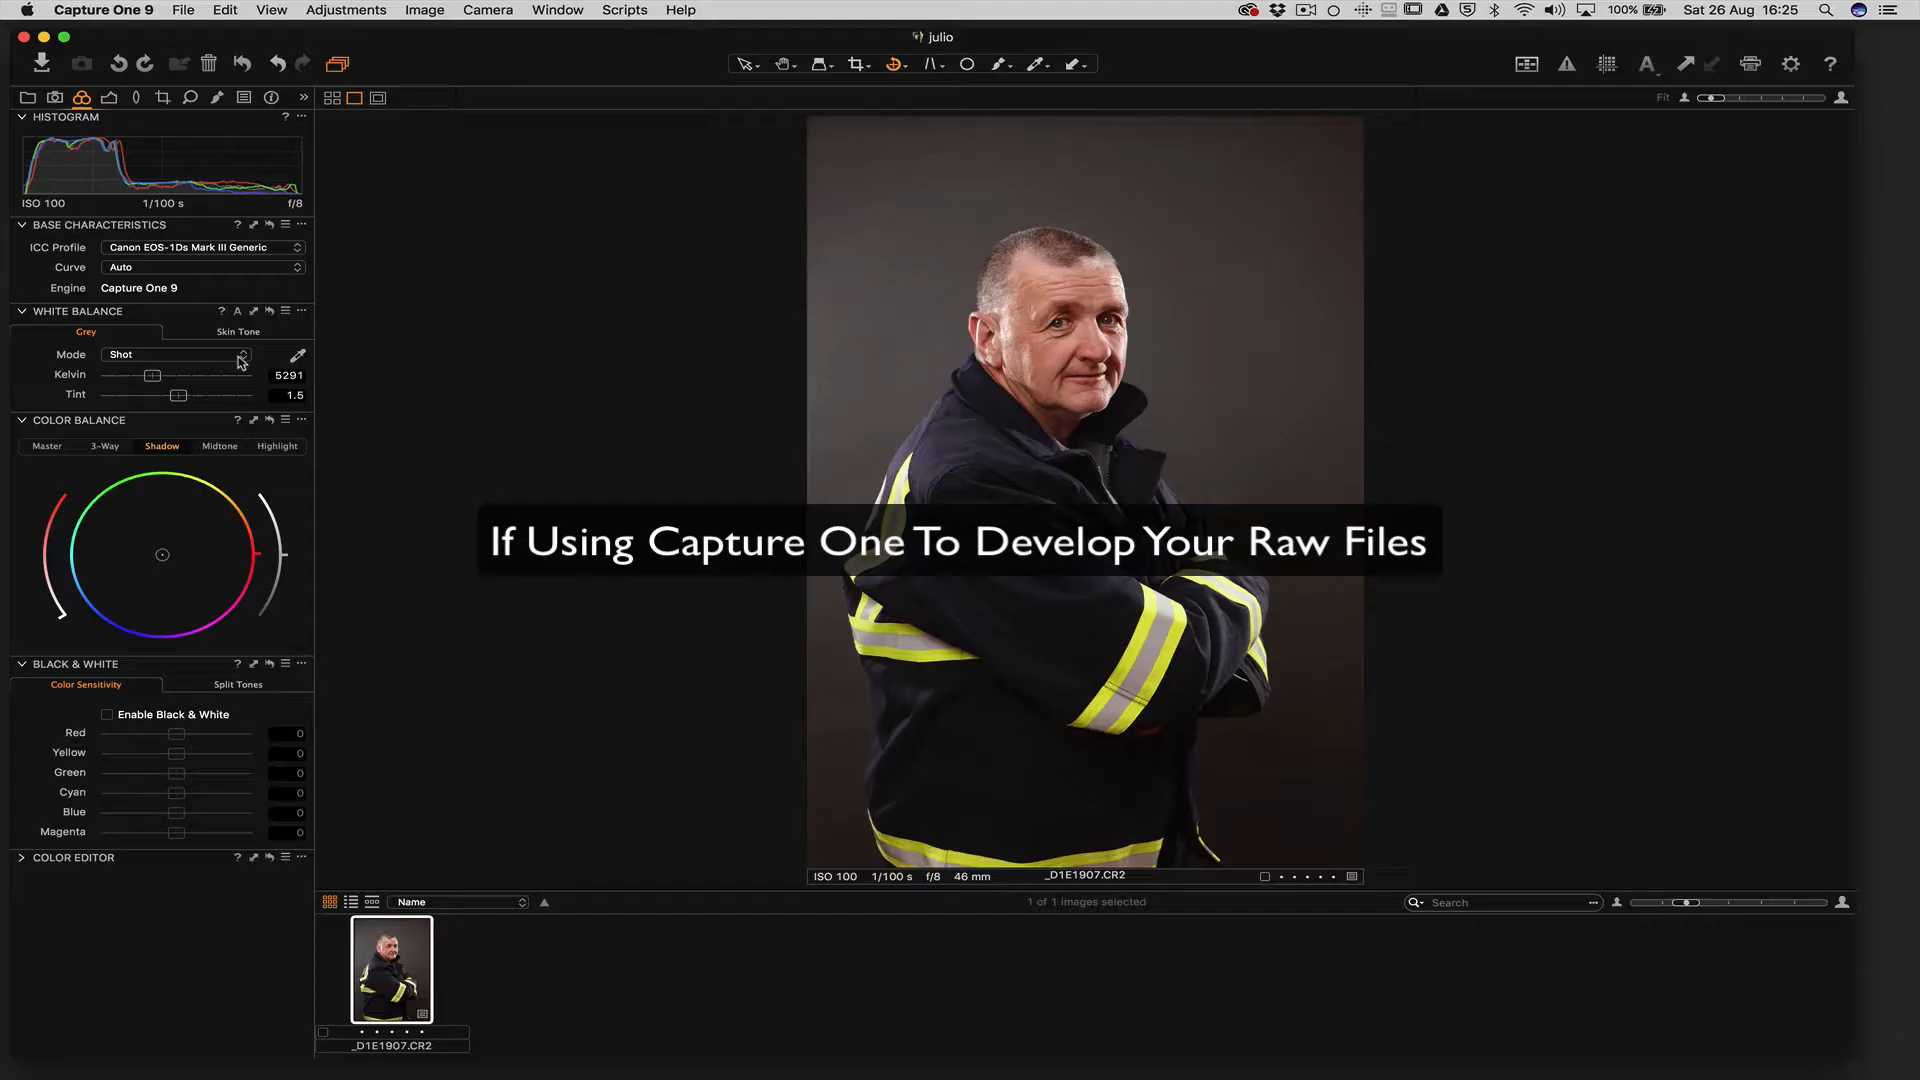 Capture One 9 File Edit View Adjustments Image Camera Window Scripts Help 100% Sat 26 Aug 16:25
julio
Fit
HISTOGRAM ?
ISO 100 1/100 s f/8
BASE CHARACTERISTICS ?
ICC Profile Canon EOS-1Ds Mark III Generic
Curve Auto
Engine Capture One 9
WHITE BALANCE ? A
Grey Skin Tone
Mode Shot
Kelvin 5291
Tint 1.5
COLOR BALANCE ?
Master 3-Way Shadow Midtone Highlight
If Using Capture One To Develop Your Raw Files
BLACK & WHITE ?
Color Sensitivity Split Tones
Enable Black & White
Red 0
Yellow 0
Green 0
Cyan 0
Blue 0
Magenta 0
COLOR EDITOR ?
ISO 100 1/100 s f/8 46 mm _D1E1907.CR2
Name 1 of 1 images selected Search
_D1E1907.CR2